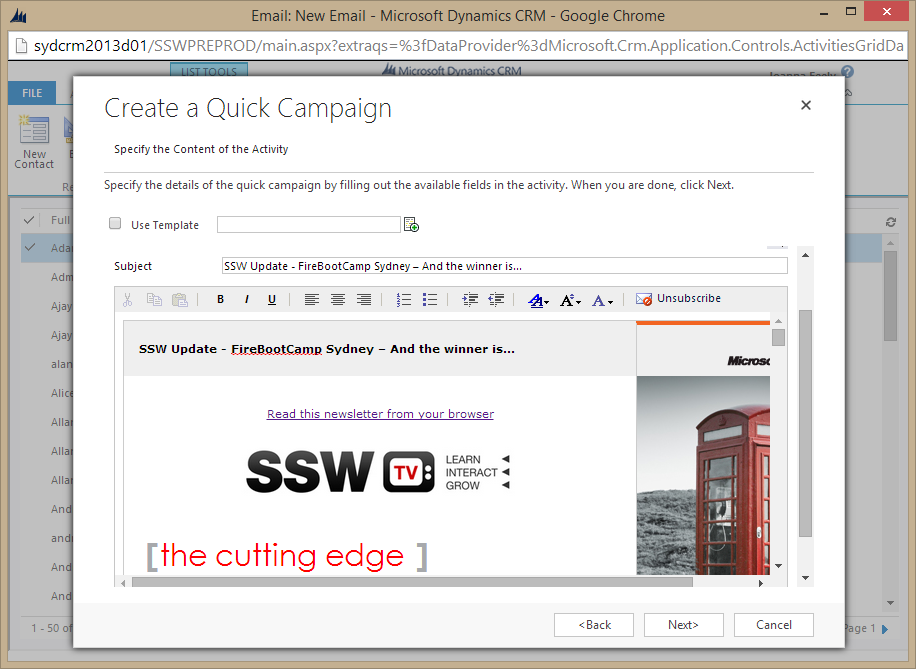 Email: New Email - Microsoft Dynamics CRM - Google Chrome
sydcrm2013d01/SSWPREPROD/main.aspx?extraqs=%3fDataProvider%3dMicrosoft.Crm.Application.Controls.ActivitiesGridDa
LIST TOOLS
Microsoft Dynamics CRM
FILE
New
Contact
Create a Quick Campaign
Specify the Content of the Activity
Specify the details of the quick campaign by filling out the available fields in the activity. When you are done, click Next.
Full
Use Template
Ada
Subject SSW Update - FireBootCamp Sydney – And the winner is...
Adm
B I U A A A Unsubscribe
Ajay
Ajay
SSW Update - FireBootCamp Sydney – And the winner is...
alan
Microso
Alice
Read this newsletter from your browser
Allar
Allar
SSW TV:
LEARN
INTERACT
GROW
Allar
And
andi
[the cutting edge ]
And
And
1 - 50 of
<Back Next> Cancel
Page 1